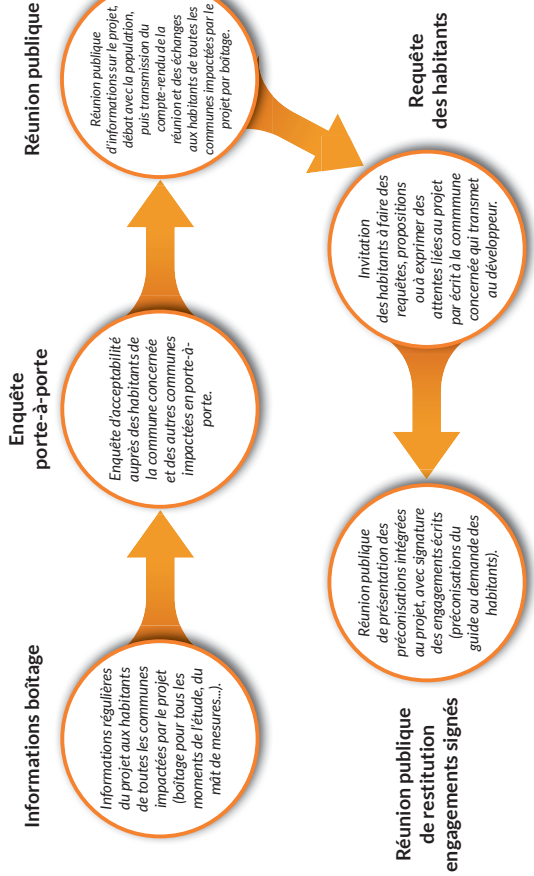 Informations boîtage
Informations régulières
du projet aux habitants
de toutes les communes
impactées par le projet
(boîtage pour tous les
moments de l'étude, du
mât de mesures...).
Enquête
porte-à-porte
Enquête d'acceptabilité
auprès des habitants de
la commune concernée
et des autres communes
impactées en porte-à-
porte.
Réunion publique
Réunion publique
d'informations sur le projet,
débat avec la population,
puis transmission du
compte-rendu de la
réunion et des échanges
aux habitants de toutes les
communes impactées par le
projet par boîtage.
Requête
des habitants
Invitation
des habitants à faire des
requêtes, propositions
ou à exprimer des
attentes liées au projet
par écrit à la commmune
concernée qui transmet
au développeur.
Réunion publique
de restitution
engagements signés
Réunion publique
de présentation des
préconisations intégrées
au projet, avec signature
des engagements écrits
(préconisations du
guide ou demande des
habitants).